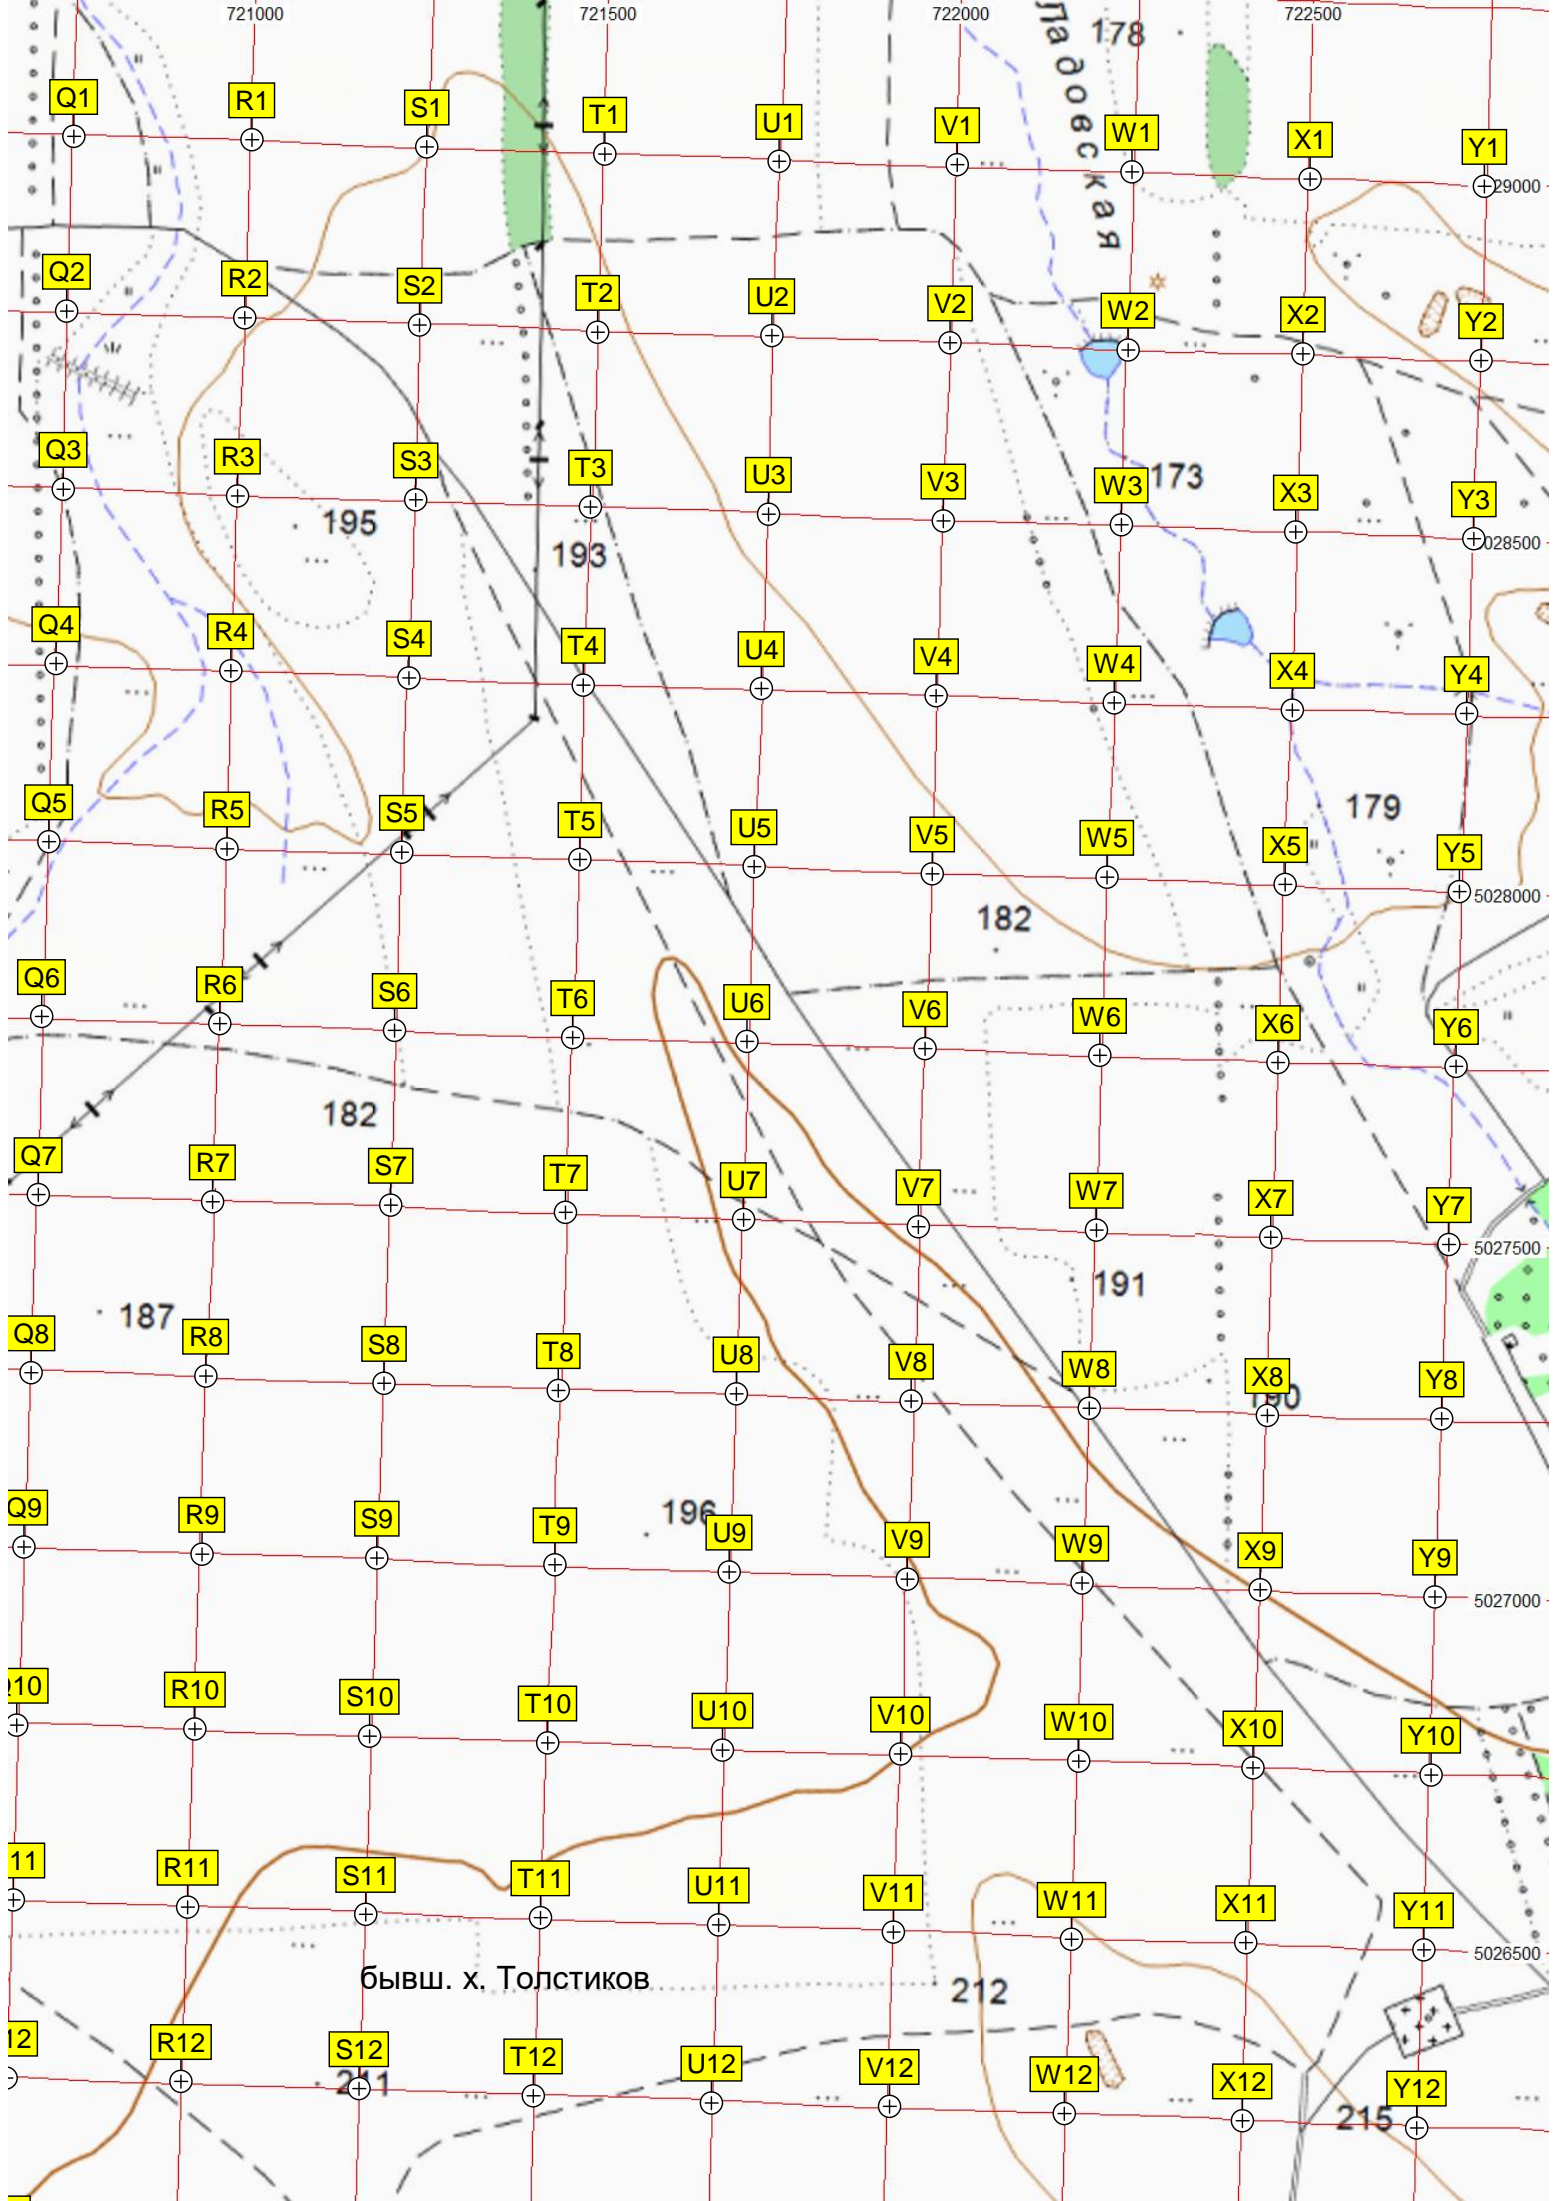 721000 721500 722000 722500
ладовская
178
Q1 R1 S1 T1 U1 V1 W1 X1 Y1
29000
Q2 R2 S2 T2 U2 V2 W2 X2 Y2
Q3 R3 S3 T3 U3 V3 W3 173 X3 Y3
195 193 028500
Q4 R4 S4 T4 U4 V4 W4 X4 Y4
179
Q5 R5 S5 T5 U5 V5 W5 X5 Y5
182 5028000
Q6 R6 S6 T6 U6 V6 W6 X6 Y6
182
Q7 R7 S7 T7 U7 V7 W7 X7 Y7
5027500
187 191
Q8 R8 S8 T8 U8 V8 W8 X8 Y8
190
Q9 R9 S9 T9 196 U9 V9 W9 X9 Y9
5027000
10 R10 S10 T10 U10 V10 W10 X10 Y10
11 R11 S11 T11 U11 V11 W11 X11 Y11
5026500
бывш. х. Толстиков 212
12 R12 S12 T12 U12 V12 W12 X12 Y12
211 215